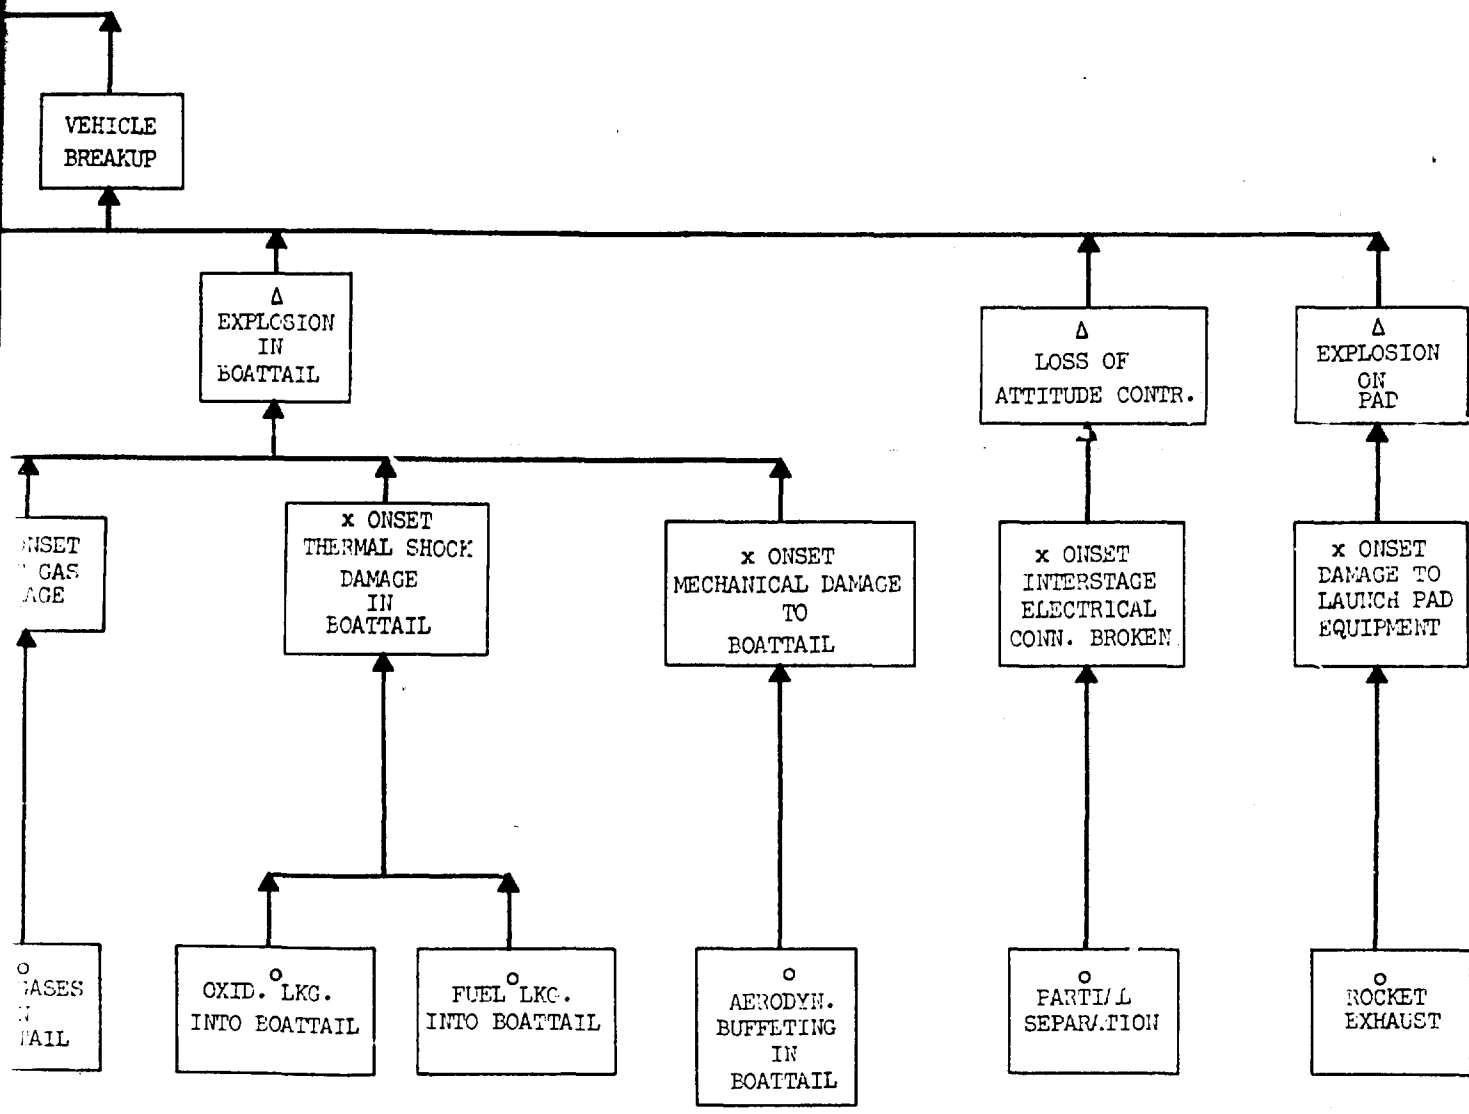 VEHICLE
BREAKUP
Δ
EXPLOSION
IN
BOATTAIL
Δ
LOSS OF
ATTITUDE CONTR.
Δ
EXPLOSION
ON
PAD
GAS
x ONSET
THERMAL SHOCK
DAMAGE
IN
BOATTAIL
x ONSET
MECHANICAL DAMAGE
TO
BOATTAIL
x ONSET
INTERSTAGE
ELECTRICAL
CONN. BROKEN
x ONSET
DAMAGE TO
LAUNCH PAD
EQUIPMENT
OXID. LKG.
INTO BOATTAIL
FUEL LKG.
INTO BOATTAIL
AERODYN.
BUFFETING
IN
BOATTAIL
PARTIAL
SEPARATION
ROCKET
EXHAUST